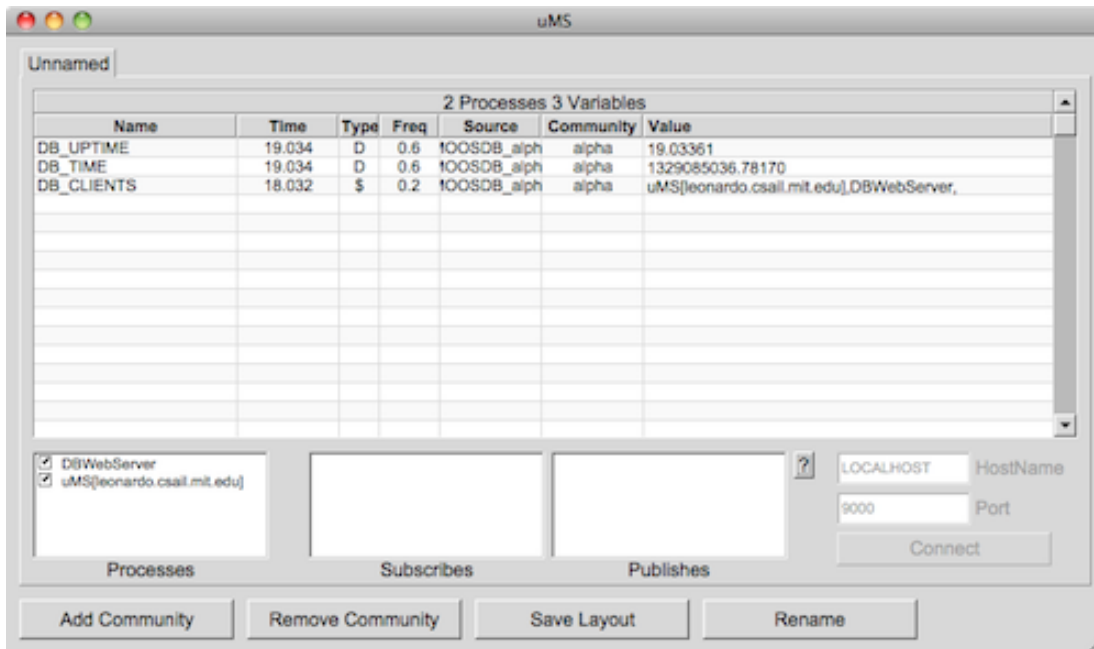 uMS
Unnamed
2 Processes 3 Variables
Name Time Type Freq Source Community Value
DB_UPTIME 19.034 D 0.6 MOOSDB_alph alpha 19.03361
DB_TIME 19.034 D 0.6 MOOSDB_alph alpha 1329085036.78170
DB_CLIENTS 18.032 $ 0.2 MOOSDB_alph alpha uMS[leonardo.csail.mit.edu],DBWebServer,
DBWebServer
uMS[leonardo.csail.mit.edu]
?
LOCALHOST HostName
9000 Port
Connect
Processes Subscribes Publishes
Add Community Remove Community Save Layout Rename